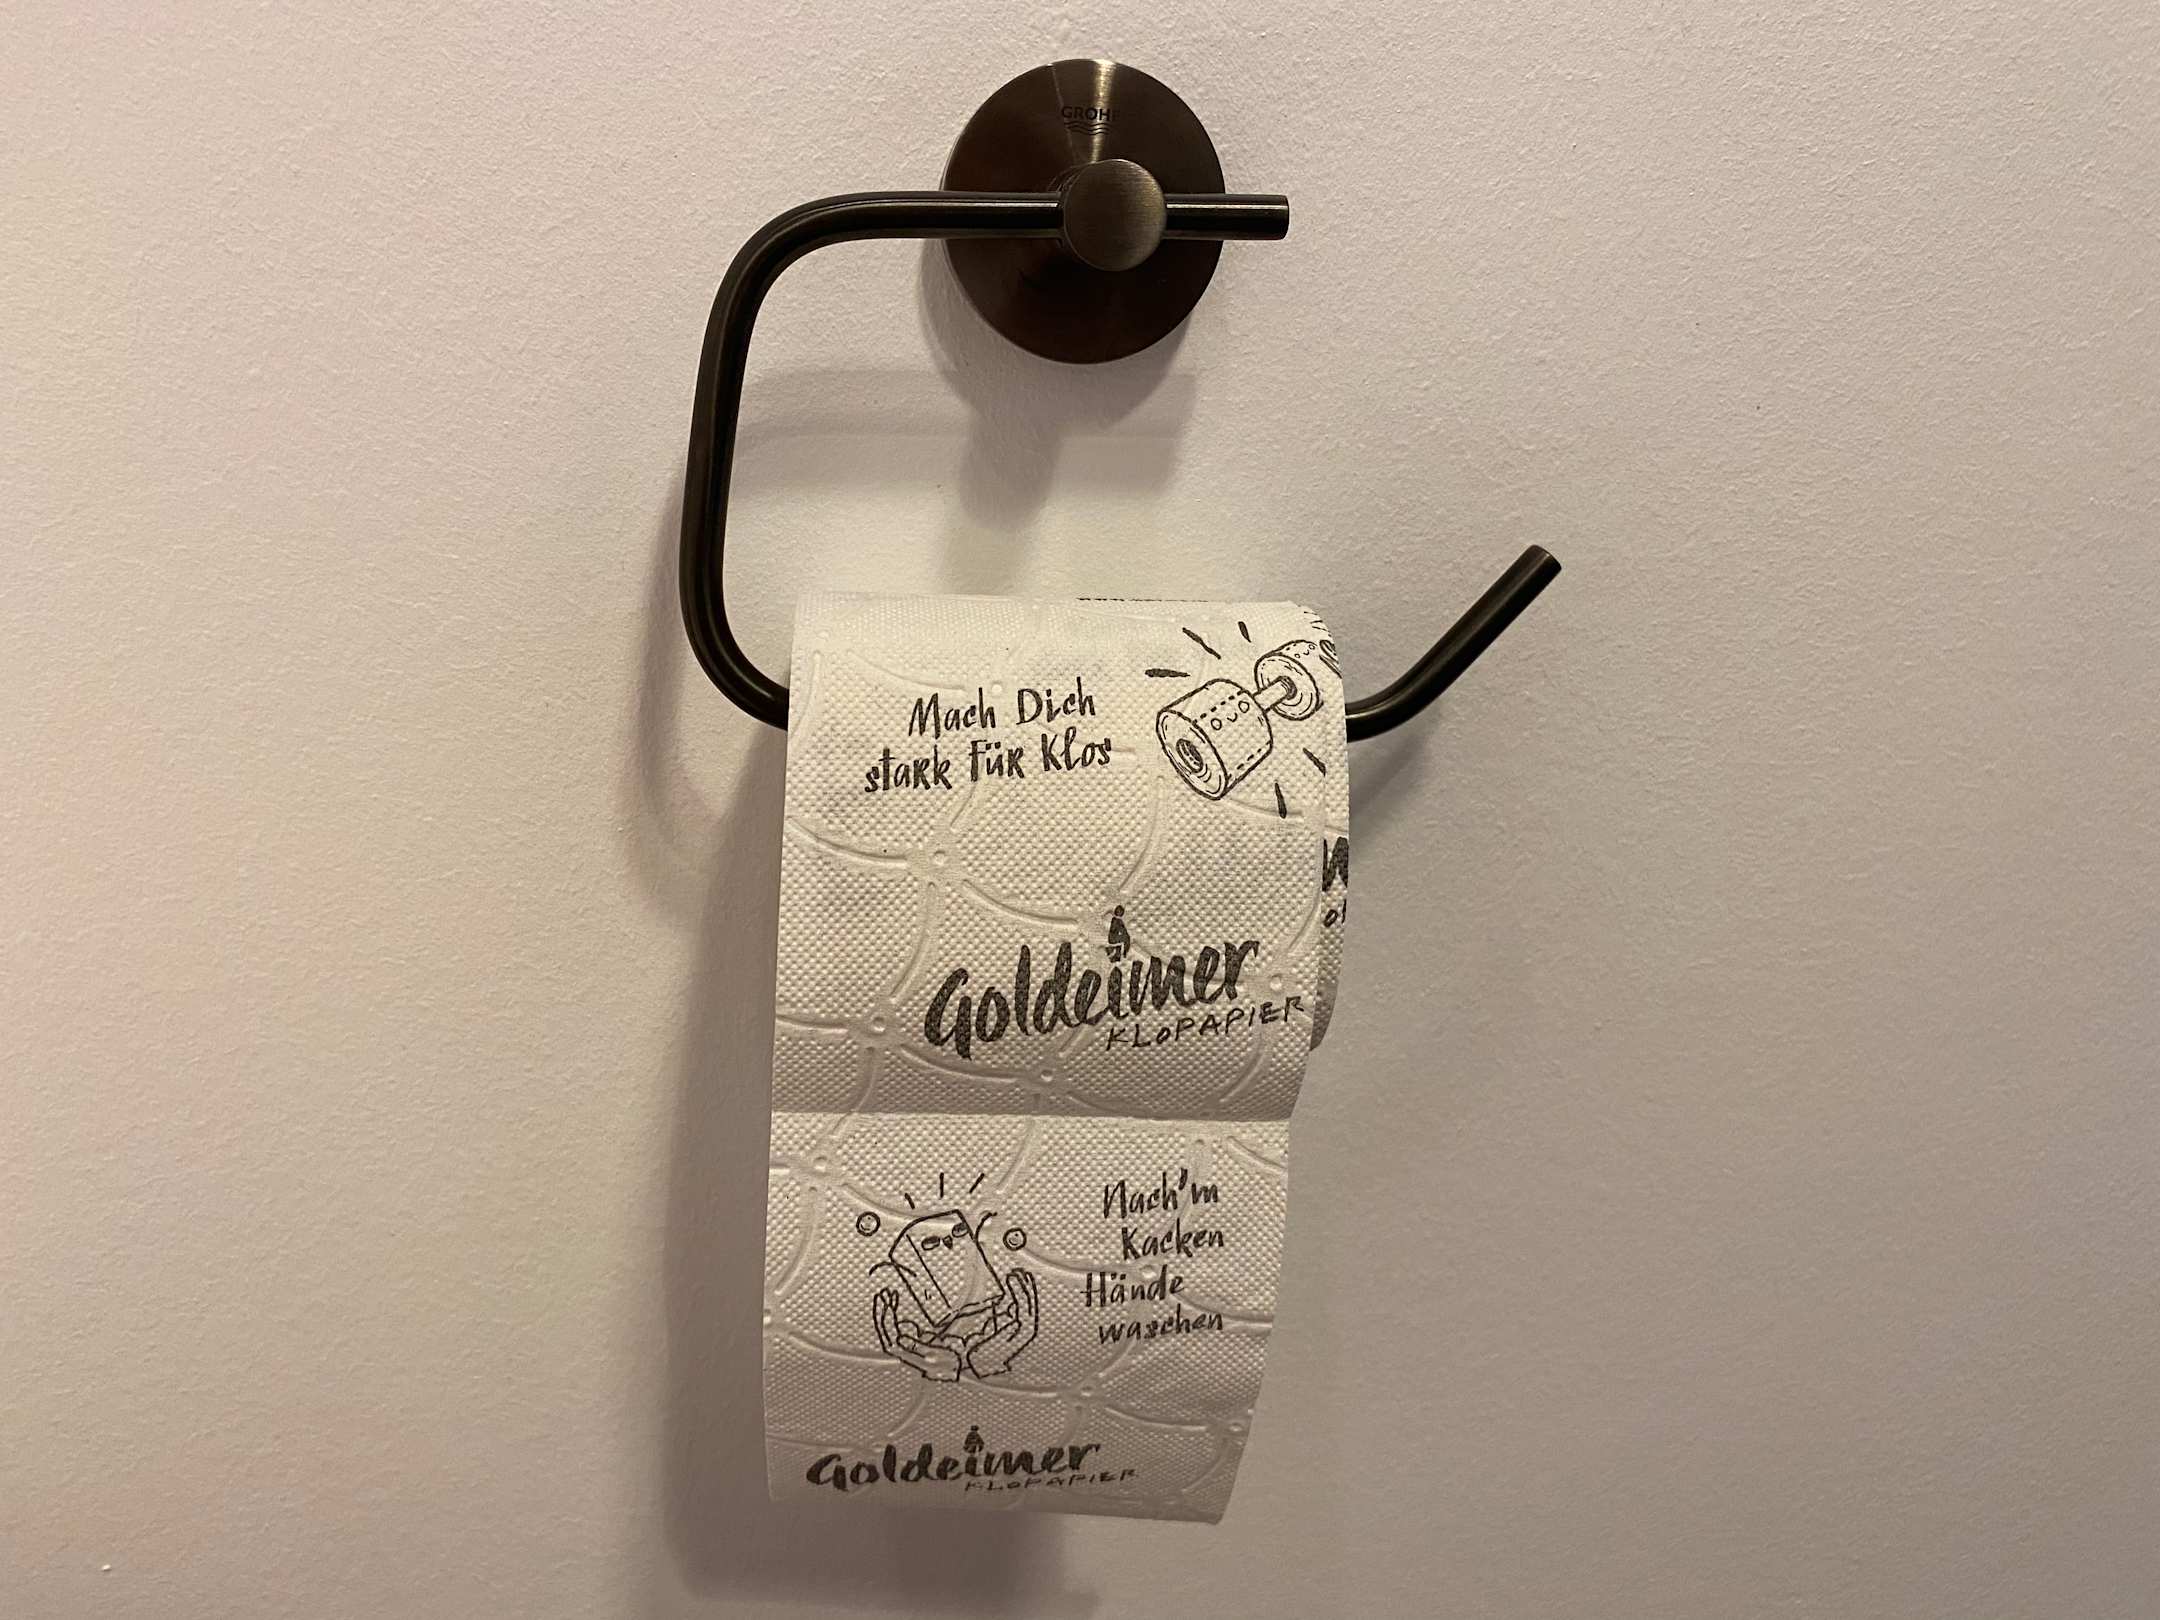 GROHE
Mach Dich
stark für Klos
Goldeimer
KLOPAPIER
Nach'm
Kacken
Hände
waschen
Goldeimer
KLOPAPIER